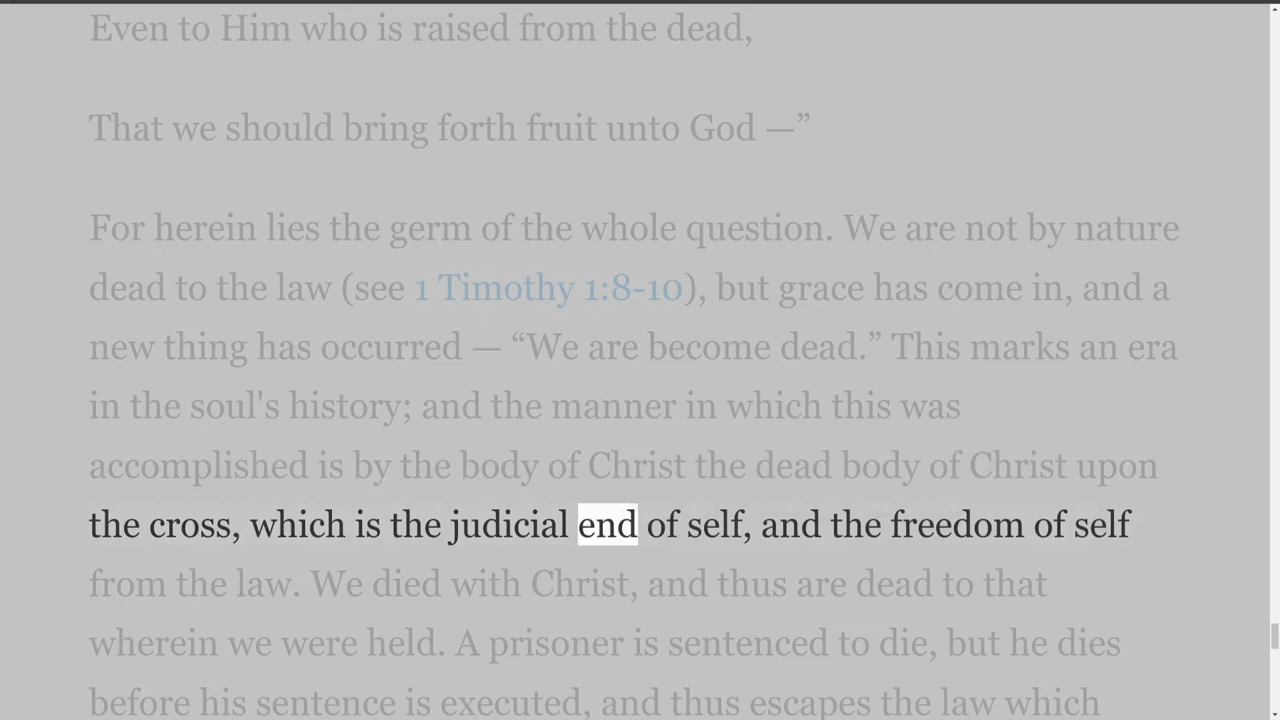 Even to Him who is raised from the dead,
That we should bring forth fruit unto God —”
For herein lies the germ of the whole question. We are not by nature
dead to the law (see 1 Timothy 1:8-10), but grace has come in, and a
new thing has occurred — “We are become dead.” This marks an era
in the soul's history; and the manner in which this was
accomplished is by the body of Christ the dead body of Christ upon
the cross, which is the judicial end of self, and the freedom of self
from the law. We died with Christ, and thus are dead to that
wherein we were held. A prisoner is sentenced to die, but he dies
before his sentence is executed, and thus escapes the law which